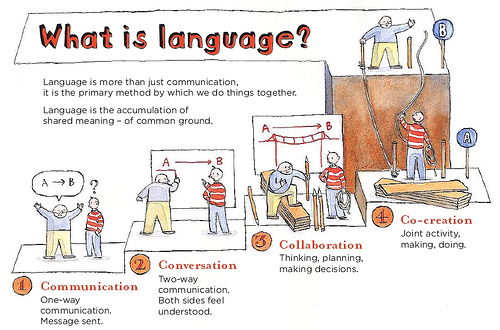 What is language?
Language is more than just communication,
it is the primary method by which we do things together.
Language is the accumulation of
shared meaning – of common ground.
A → B
?
1 Communication
One-way
communication.
Message sent.
A → B
2 Conversation
Two-way
communication.
Both sides feel
understood.
A → B
3 Collaboration
Thinking, planning,
making decisions.
B
A
4 Co-creation
Joint activity,
making, doing.